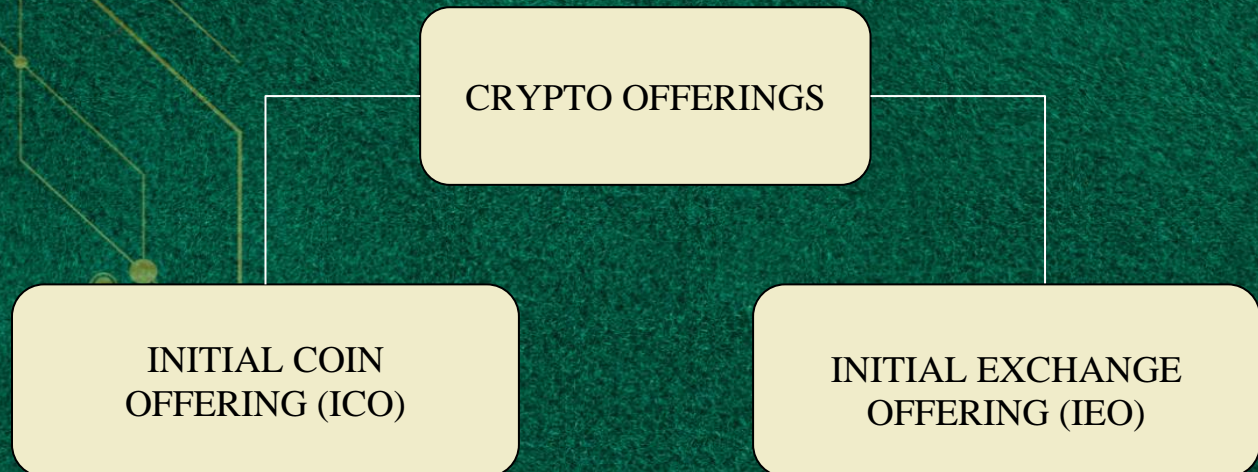 CRYPTO OFFERINGS
INITIAL COIN
OFFERING (ICO)
INITIAL EXCHANGE
OFFERING (IEO)